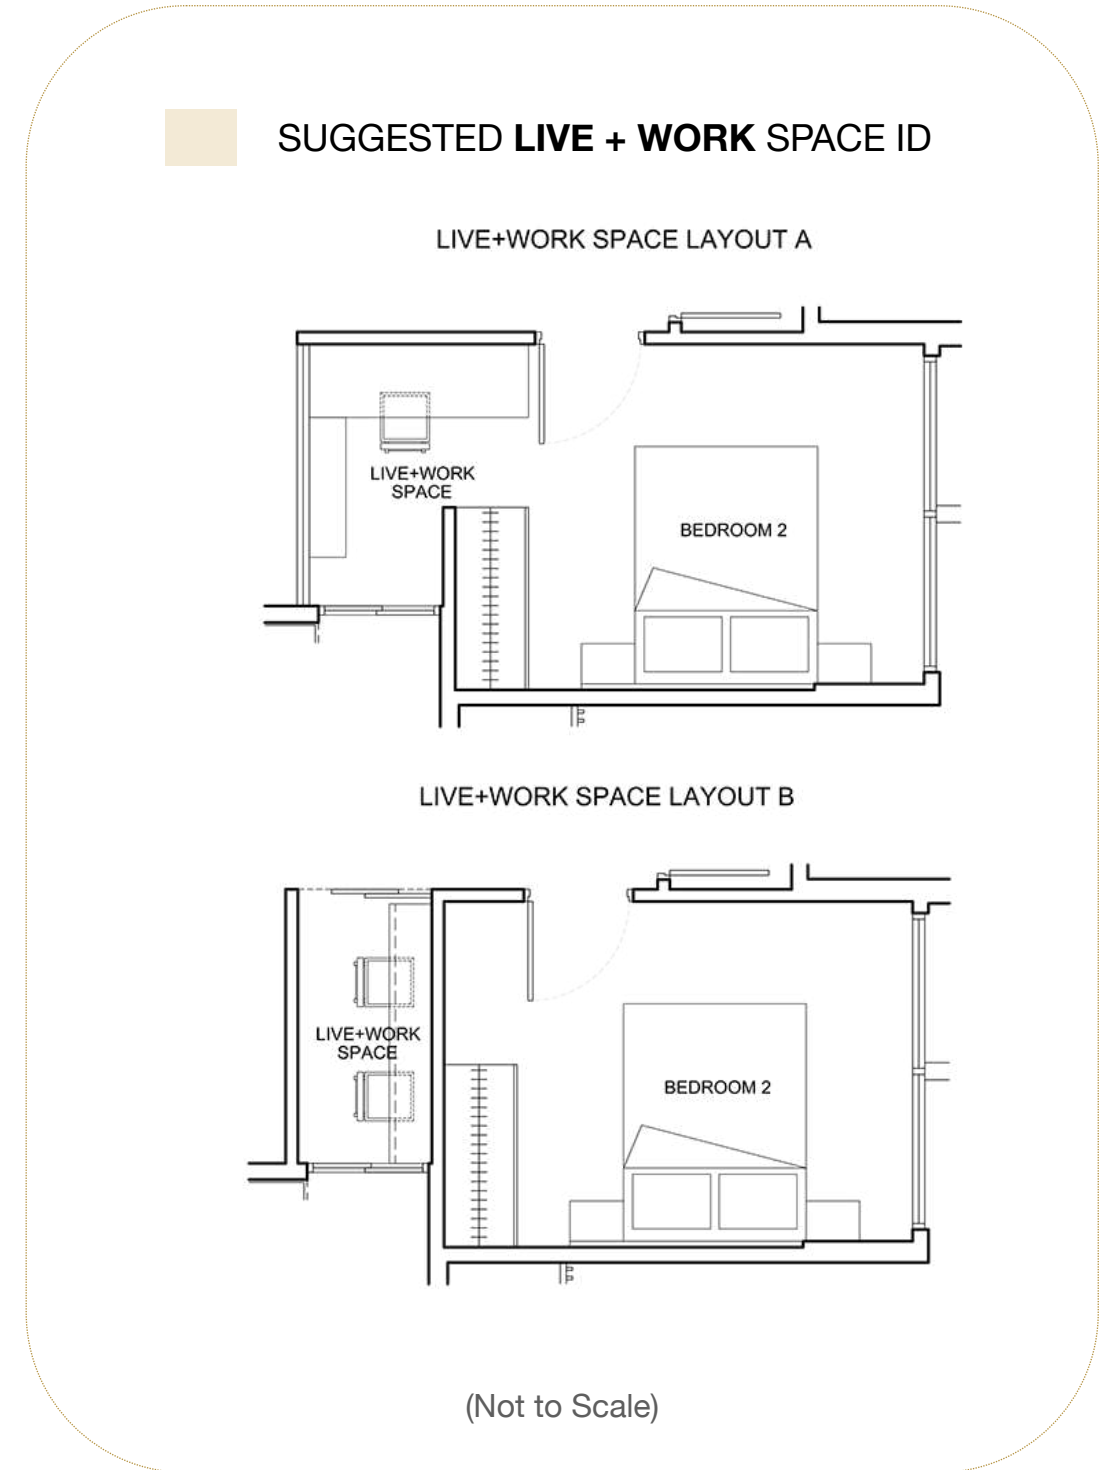 SUGGESTED LIVE + WORK SPACE ID
LIVE+WORK SPACE LAYOUT A
LIVE+WORK
SPACE
BEDROOM 2
LIVE+WORK SPACE LAYOUT B
LIVE+WORK
SPACE
BEDROOM 2
(Not to Scale)